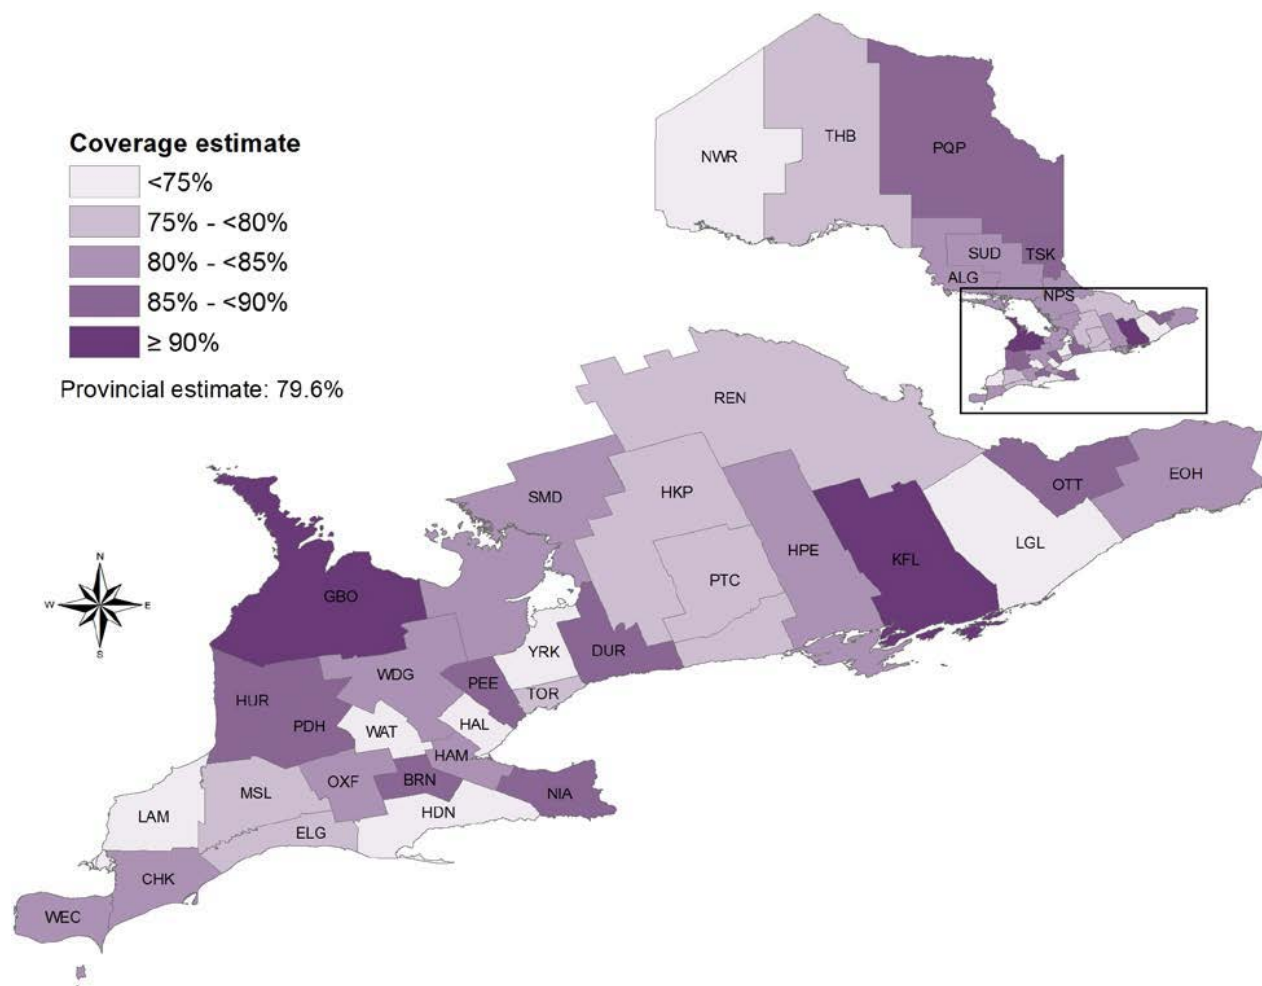 Coverage estimate
<75%
75% - <80%
80% - <85%
85% - <90%
≥ 90%
Provincial estimate: 79.6%
NWR
THB
PQP
SUD
TSK
ALG
NPS
REN
SMD
HKP
OTT
EOH
HPE
KFL
LGL
PTC
GBO
N
W
E
S
YRK
DUR
WDG
PEE
TOR
HUR
PDH
WAT
HAL
HAM
OXF
BRN
NIA
MSL
LAM
HDN
ELG
CHK
WEC